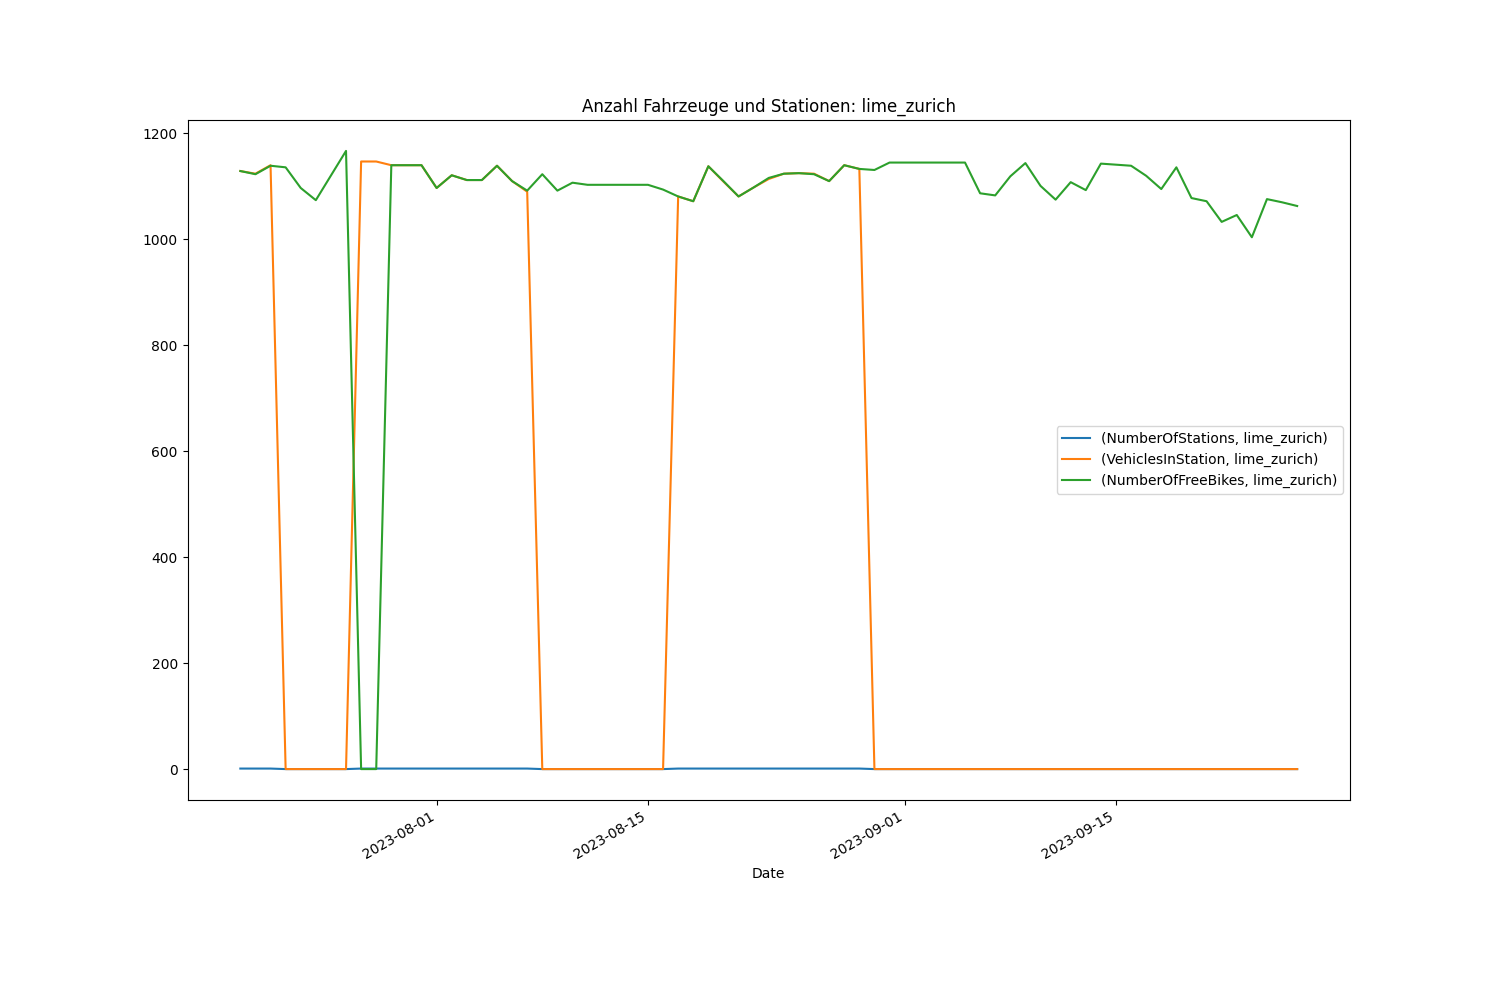 Anzahl Fahrzeuge und Stationen: lime_zurich
1200
1000
800
600
400
200
0
(NumberOfStations, lime_zurich)
(VehiclesInStation, lime_zurich)
(NumberOfFreeBikes, lime_zurich)
2023-08-01
2023-08-15
2023-09-01
2023-09-15
Date